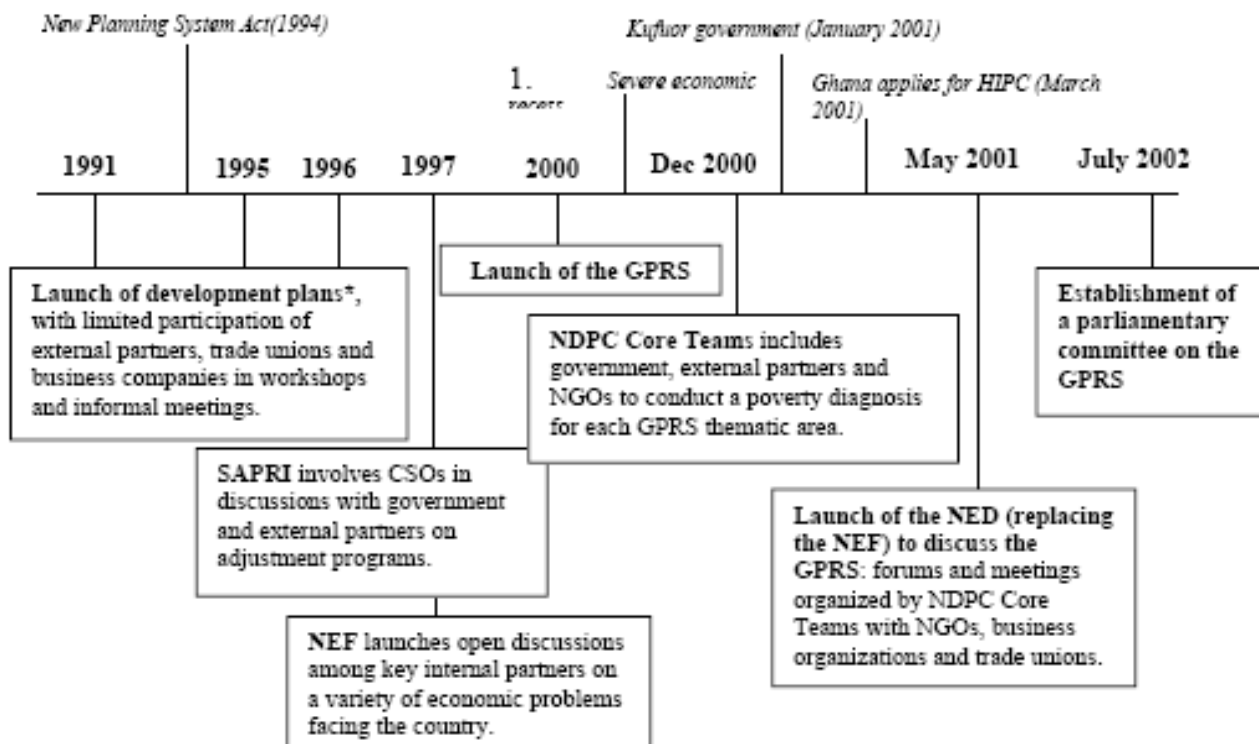 New Planning System Act(1994)
Kufuor government (January 2001)
1.
Severe economic
Ghana applies for HIPC (March
2001)
1991
1995
1996
1997
2000
Dec 2000
May 2001
July 2002
Launch of development plans*,
with limited participation of
external partners, trade unions and
business companies in workshops
and informal meetings.
Launch of the GPRS
NDPC Core Teams includes
government, external partners and
NGOs to conduct a poverty diagnosis
for each GPRS thematic area.
Establishment of
a parliamentary
committee on the
GPRS
SAPRI involves CSOs in
discussions with government
and external partners on
adjustment programs.
Launch of the NED (replacing
the NEF) to discuss the
GPRS: forums and meetings
organized by NDPC Core
Teams with NGOs, business
organizations and trade unions.
NEF launches open discussions
among key internal partners on
a variety of economic problems
facing the country.